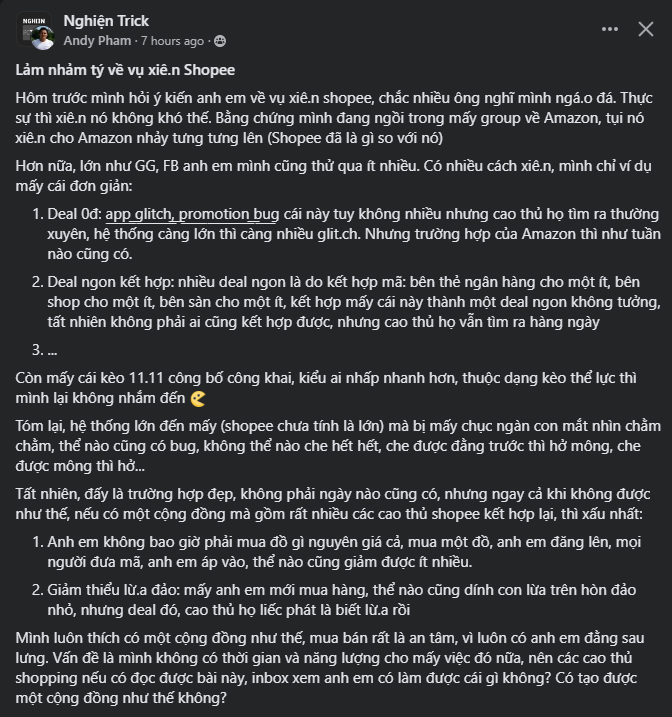 NGHIỆN
Nghiện Trick
Andy Pham · 7 hours ago ·
Lảm nhảm tý về vụ xiê.n Shopee
Hôm trước mình hỏi ý kiến anh em về vụ xiê.n shopee, chắc nhiều ông nghĩ mình ngá.o đá. Thực
sự thì xiê.n nó không khó thế. Bằng chứng mình đang ngồi trong mấy group về Amazon, tụi nó
xiê.n cho Amazon nhảy tưng tưng lên (Shopee đã là gì so với nó)
Hơn nữa, lớn như GG, FB anh em mình cũng thử qua ít nhiều. Có nhiều cách xiê.n, mình chỉ ví dụ
mấy cái đơn giản:
1. Deal 0đ: app_glitch, promotion_bug cái này tuy không nhiều nhưng cao thủ họ tìm ra thường
xuyên, hệ thống càng lớn thì càng nhiều glit.ch. Nhưng trường hợp của Amazon thì như tuần
nào cũng có.
2. Deal ngon kết hợp: nhiều deal ngon là do kết hợp mã: bên thẻ ngân hàng cho một ít, bên
shop cho một ít, bên sàn cho một ít, kết hợp mấy cái này thành một deal ngon không tưởng,
tất nhiên không phải ai cũng kết hợp được, nhưng cao thủ họ vẫn tìm ra hàng ngày
3. ...
Còn mấy cái kèo 11.11 công bố công khai, kiểu ai nhấp nhanh hơn, thuộc dạng kèo thể lực thì
mình lại không nhắm đến
Tóm lại, hệ thống lớn đến mấy (shopee chưa tính là lớn) mà bị mấy chục ngàn con mắt nhìn chằm
chằm, thể nào cũng có bug, không thể nào che hết hết, che được đằng trước thì hở mông, che
được mông thì hở...
Tất nhiên, đấy là trường hợp đẹp, không phải ngày nào cũng có, nhưng ngay cả khi không được
như thế, nếu có một cộng đồng mà gồm rất nhiều các cao thủ shopee kết hợp lại, thì xấu nhất:
1. Anh em không bao giờ phải mua đồ gì nguyên giá cả, mua một đồ, anh em đăng lên, mọi
người đưa mã, anh em áp vào, thể nào cũng giảm được ít nhiều.
2. Giảm thiểu lừ.a đảo: mấy anh em mới mua hàng, thể nào cũng dính con lừa trên hòn đảo
nhỏ, nhưng deal đó, cao thủ họ liếc phát là biết lừ.a rồi
Mình luôn thích có một cộng đồng như thế, mua bán rất là an tâm, vì luôn có anh em đằng sau
lưng. Vấn đề là mình không có thời gian và năng lượng cho mấy việc đó nữa, nên các cao thủ
shopping nếu có đọc được bài này, inbox xem anh em có làm được cái gì không? Có tạo được
một cộng đồng như thế không?